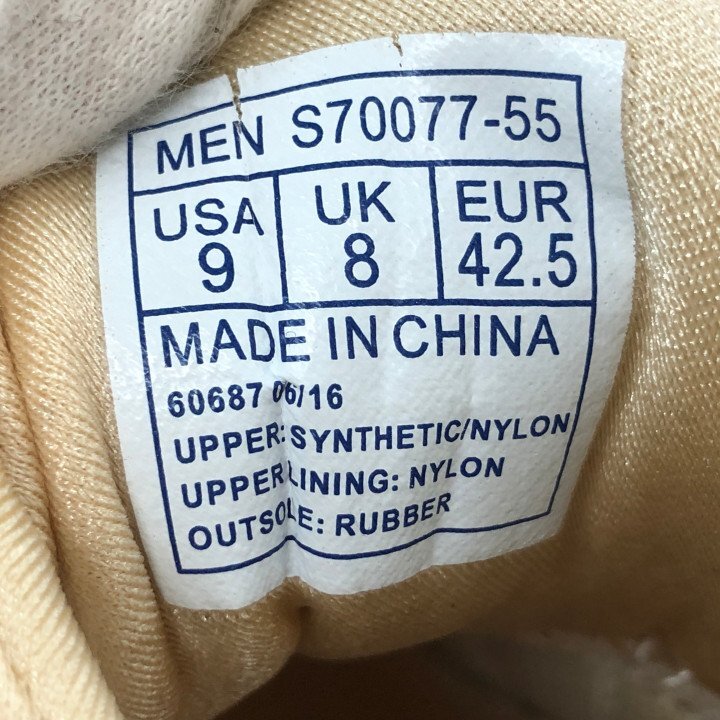 MEN S70077-55
USA UK EUR
9 8 42.5
MADE IN CHINA
60687 06/16
UPPER: SYNTHETIC/NYLON
UPPER LINING: NYLON
OUTSOLE: RUBBER